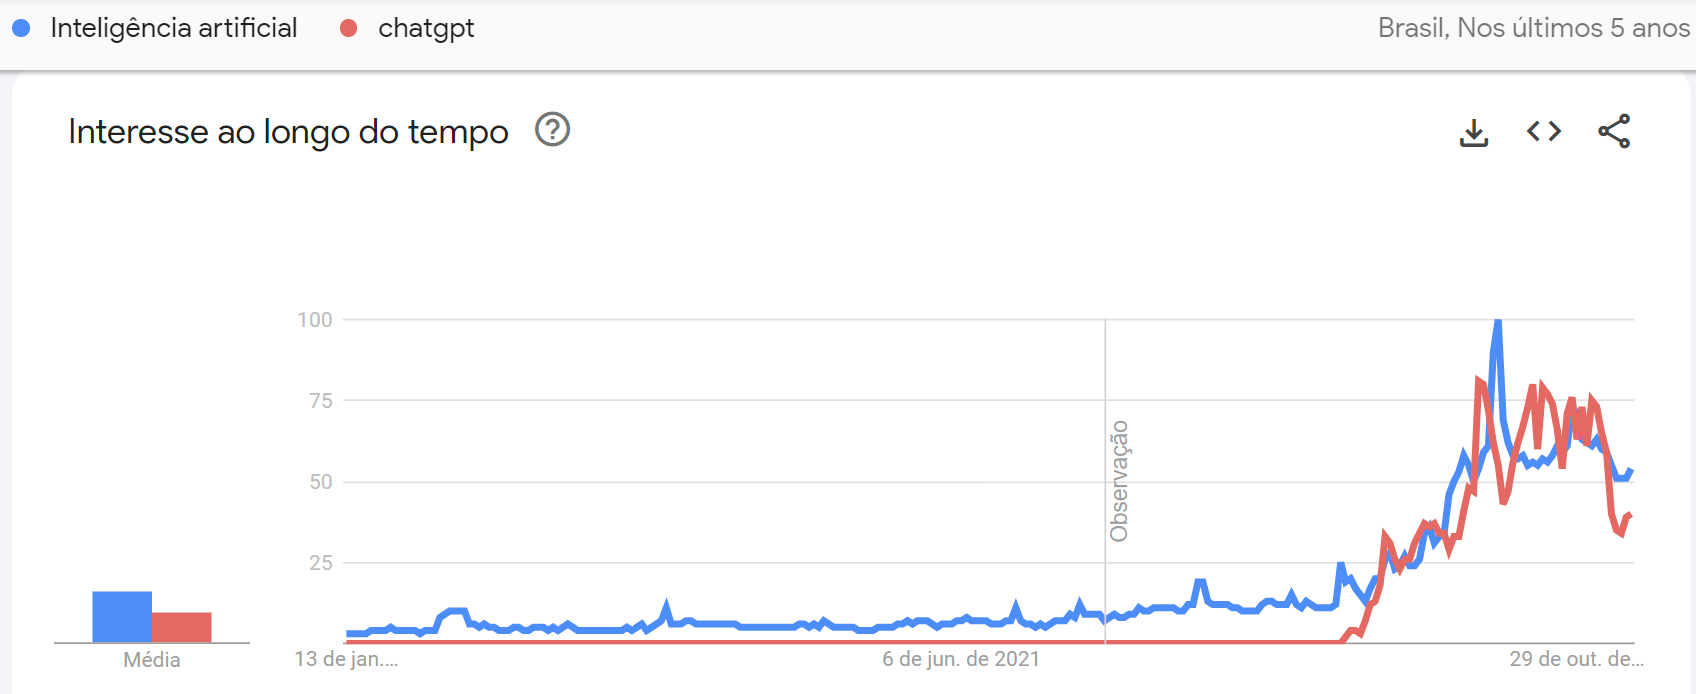 Inteligência artificial chatgpt Brasil, Nos últimos 5 anos
Interesse ao longo do tempo
100
75
50
25
Observação
Média
13 de jan.... 6 de jun. de 2021 29 de out. de...